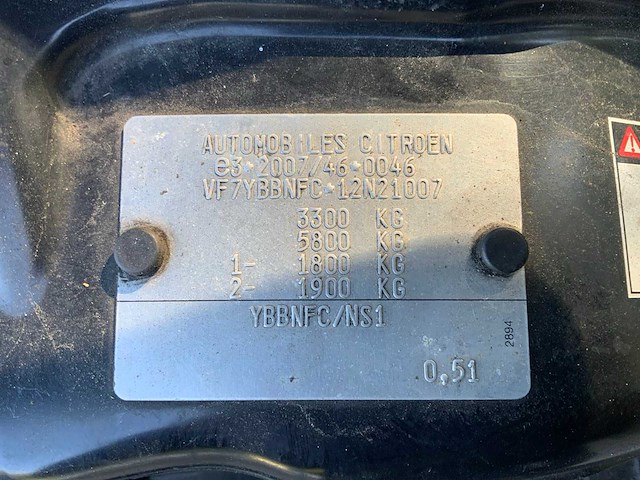 AUTOMOBILES CITROEN
e3*2007/46*0046
VF7YBBNFC*12N21007
3300 KG
5800 KG
1- 1800 KG
2- 1900 KG
YBBNFC/NS1
2894
0.51